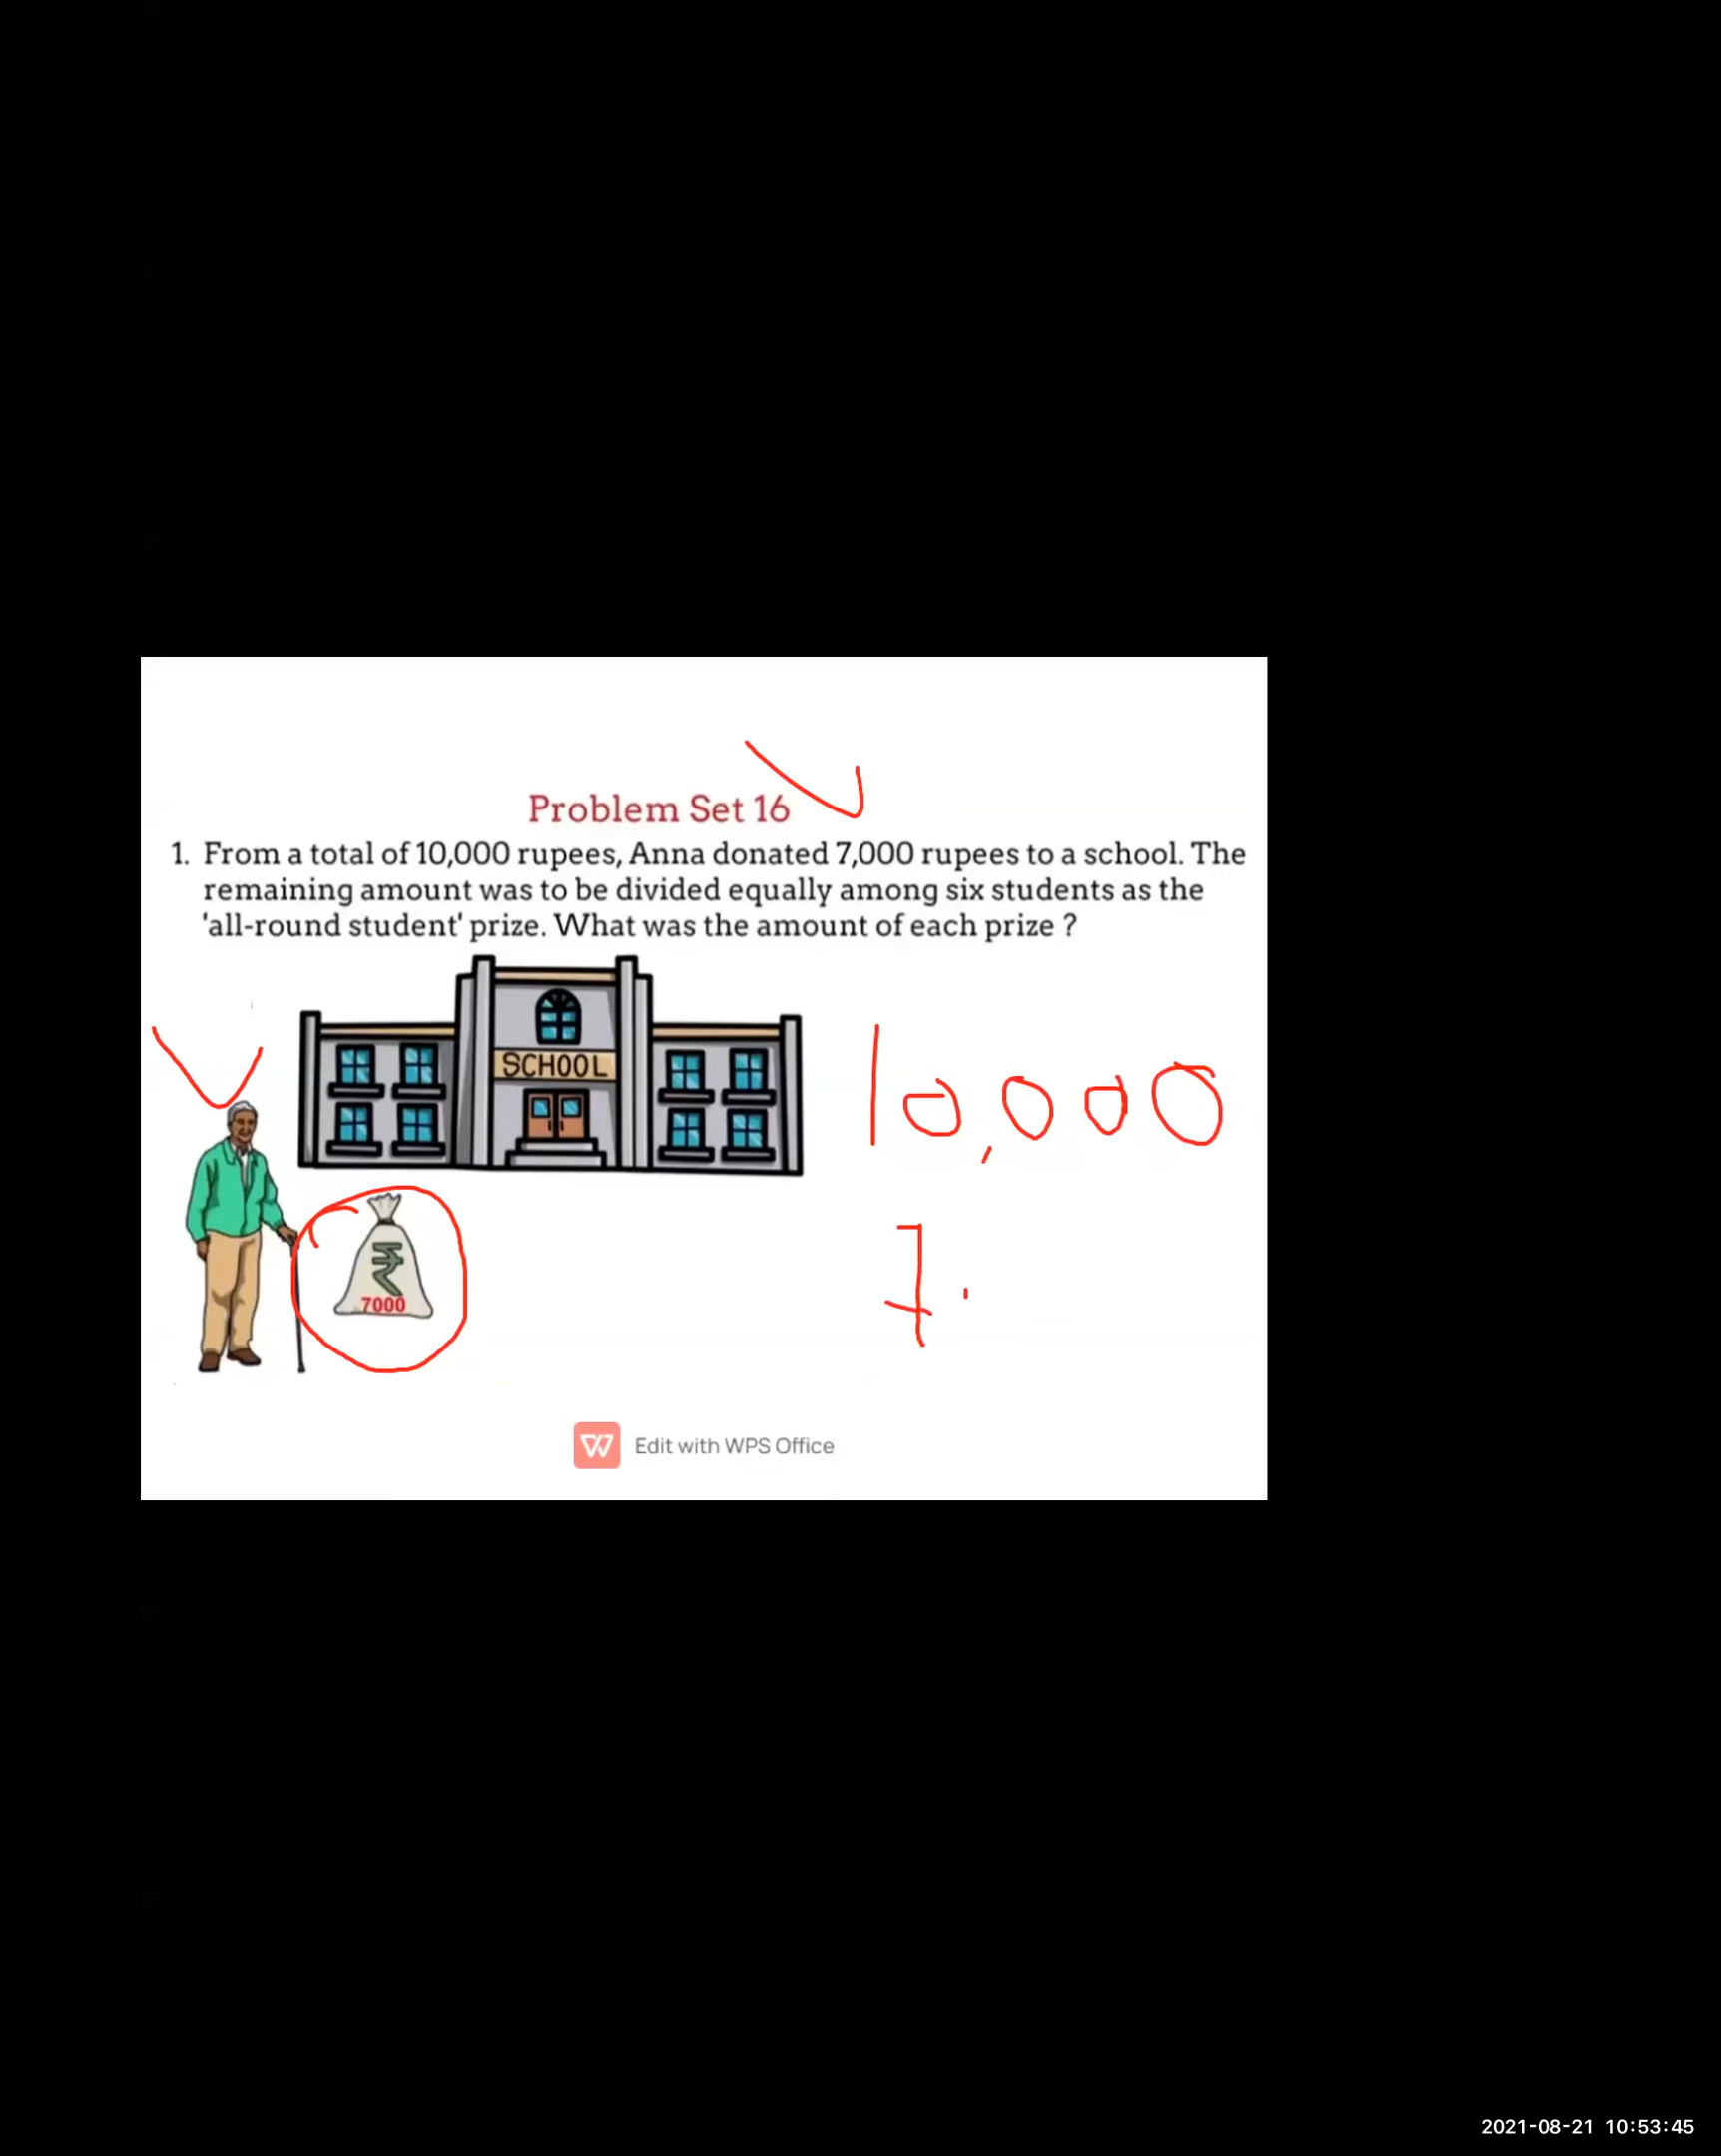 Problem Set 16
1. From a total of 10,000 rupees, Anna donated 7,000 rupees to a school. The
remaining amount was to be divided equally among six students as the
'all-round student' prize. What was the amount of each prize ?
SCHOOL
10,000
₹
7000
7.
Edit with WPS Office
2021-08-21 10:53:45